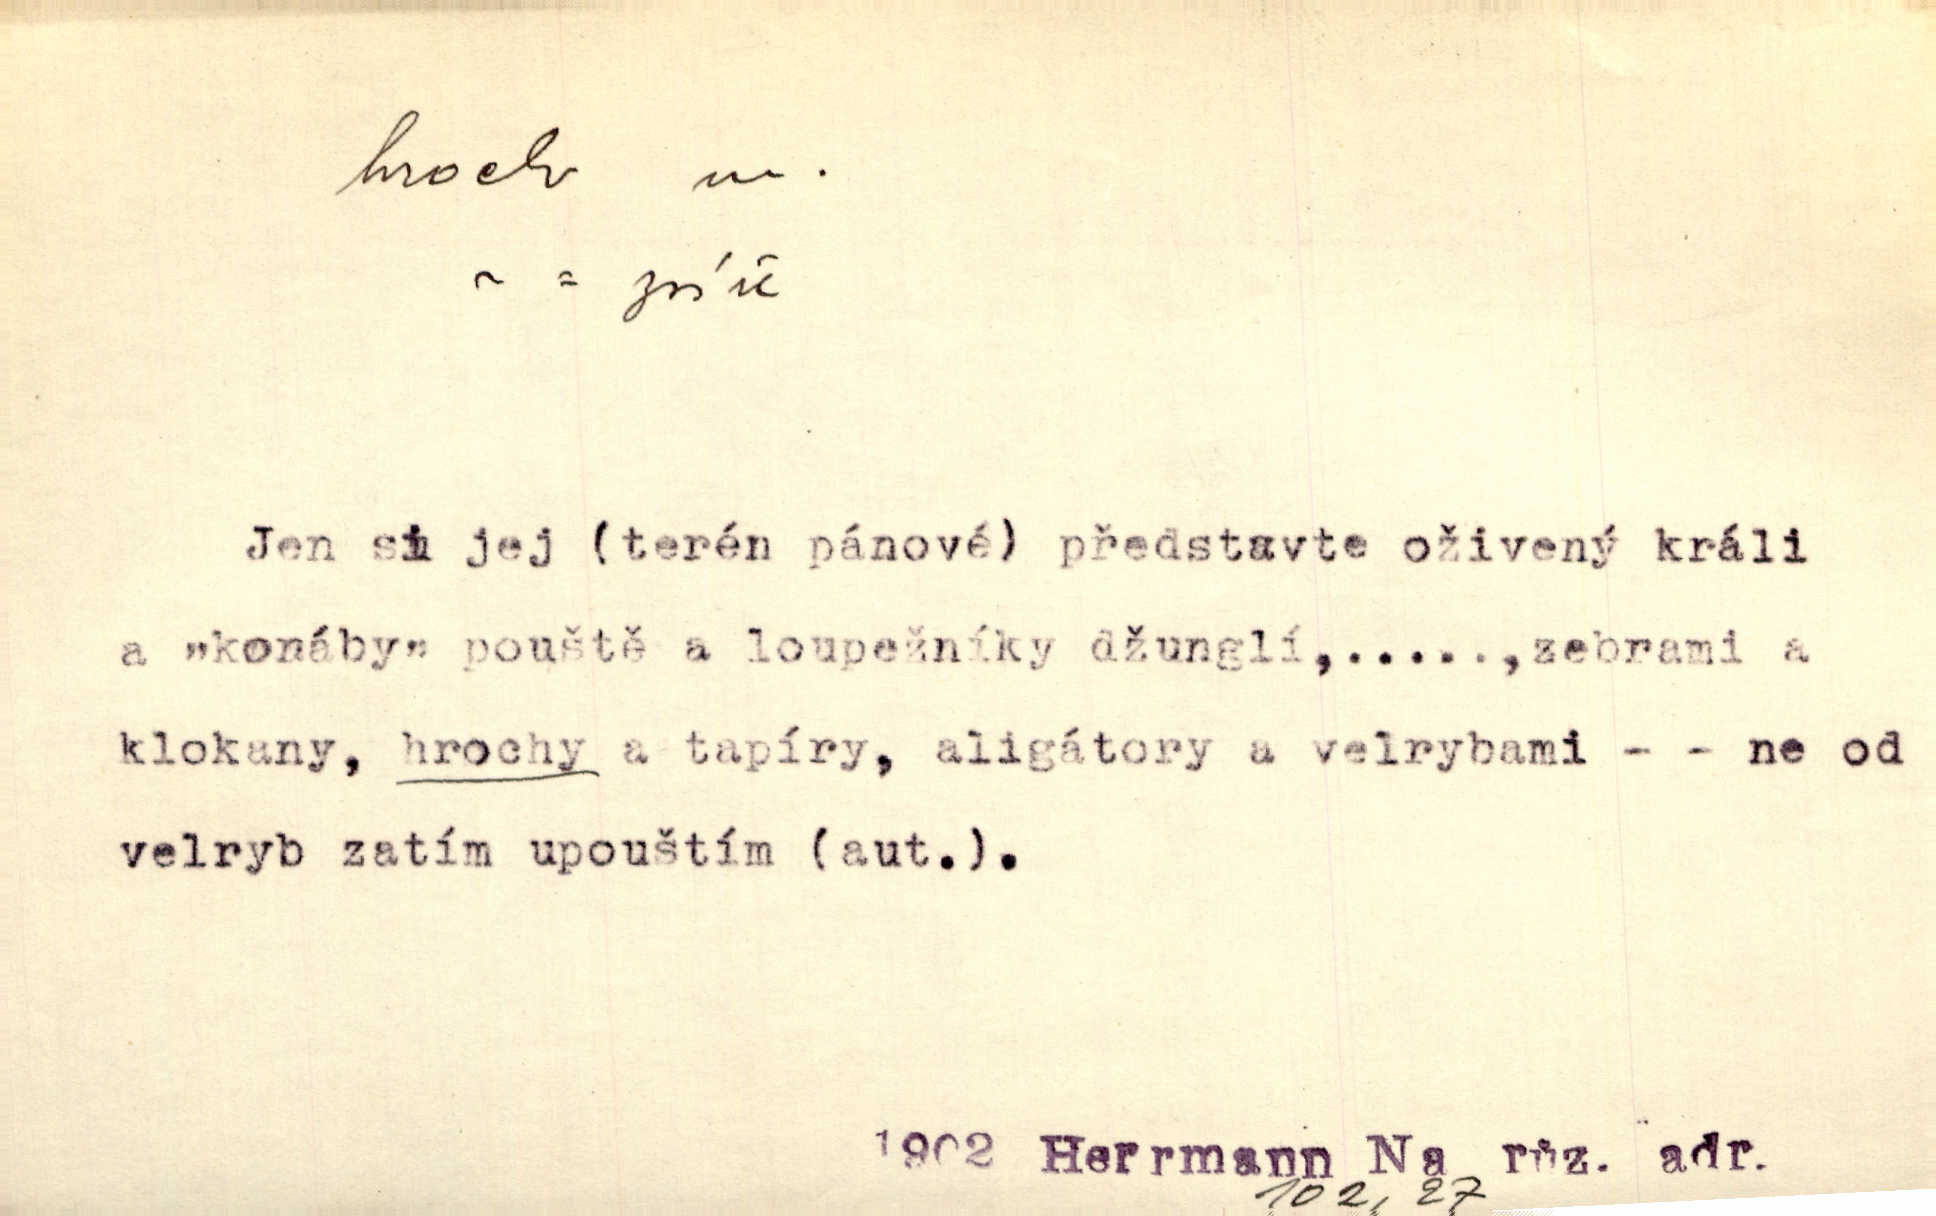 hroch m.
~ = zvíř
Jen si jej (terén pánové) představte oživený králi
a "konáby" pouště a loupežníky džunglí,.....,zebrami a
klokany, hrochy a tapíry, aligátory a velrybami - - ne od
velryb zatím upouštím (aut.).
1902 Herrmann Na růz. adr.
102, 27